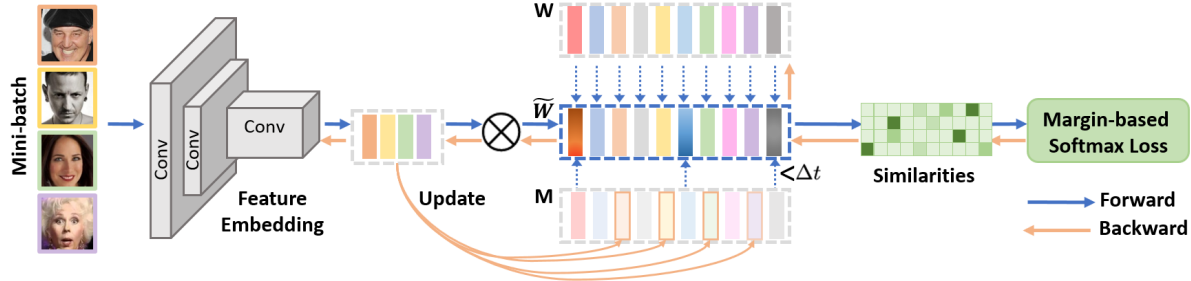 Mini-batch
Conv
Conv
Conv
Feature
Embedding
Update
W
W̃
M
<Δt
Similarities
Margin-based
Softmax Loss
Forward
Backward